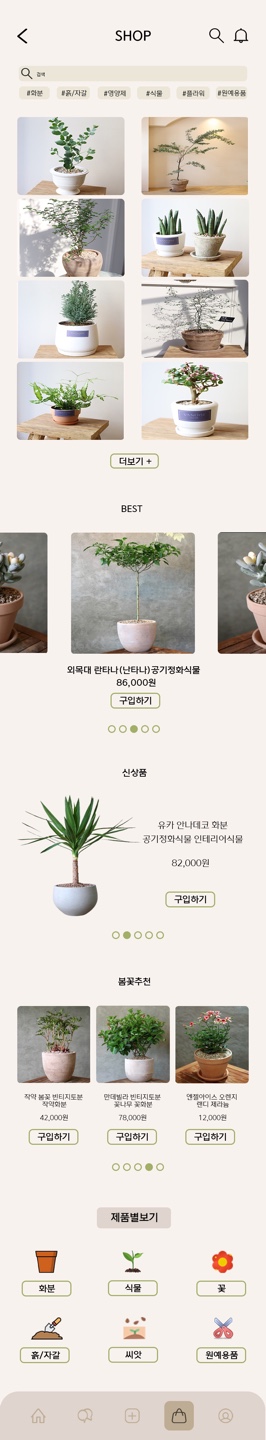 SHOP
검색
#화분 #흙/자갈 #영양제 #식물 #플라워 #원예용품
더보기 +
BEST
외목대 란타나(난타나)공기정화식물
86,000원
구입하기
신상품
유카 인나데코 화분
공기정화식물 인테리어식물
82,000원
구입하기
봄꽃추천
작약 봄꽃 빈티지토분
작약화분
42,000원
구입하기
만데빌라 빈티지토분
꽃나무 꽃화분
78,000원
구입하기
엔젤아이스 오렌지
랜디 제라늄
12,000원
구입하기
제품별보기
화분
식물
꽃
흙/자갈
씨앗
원예용품